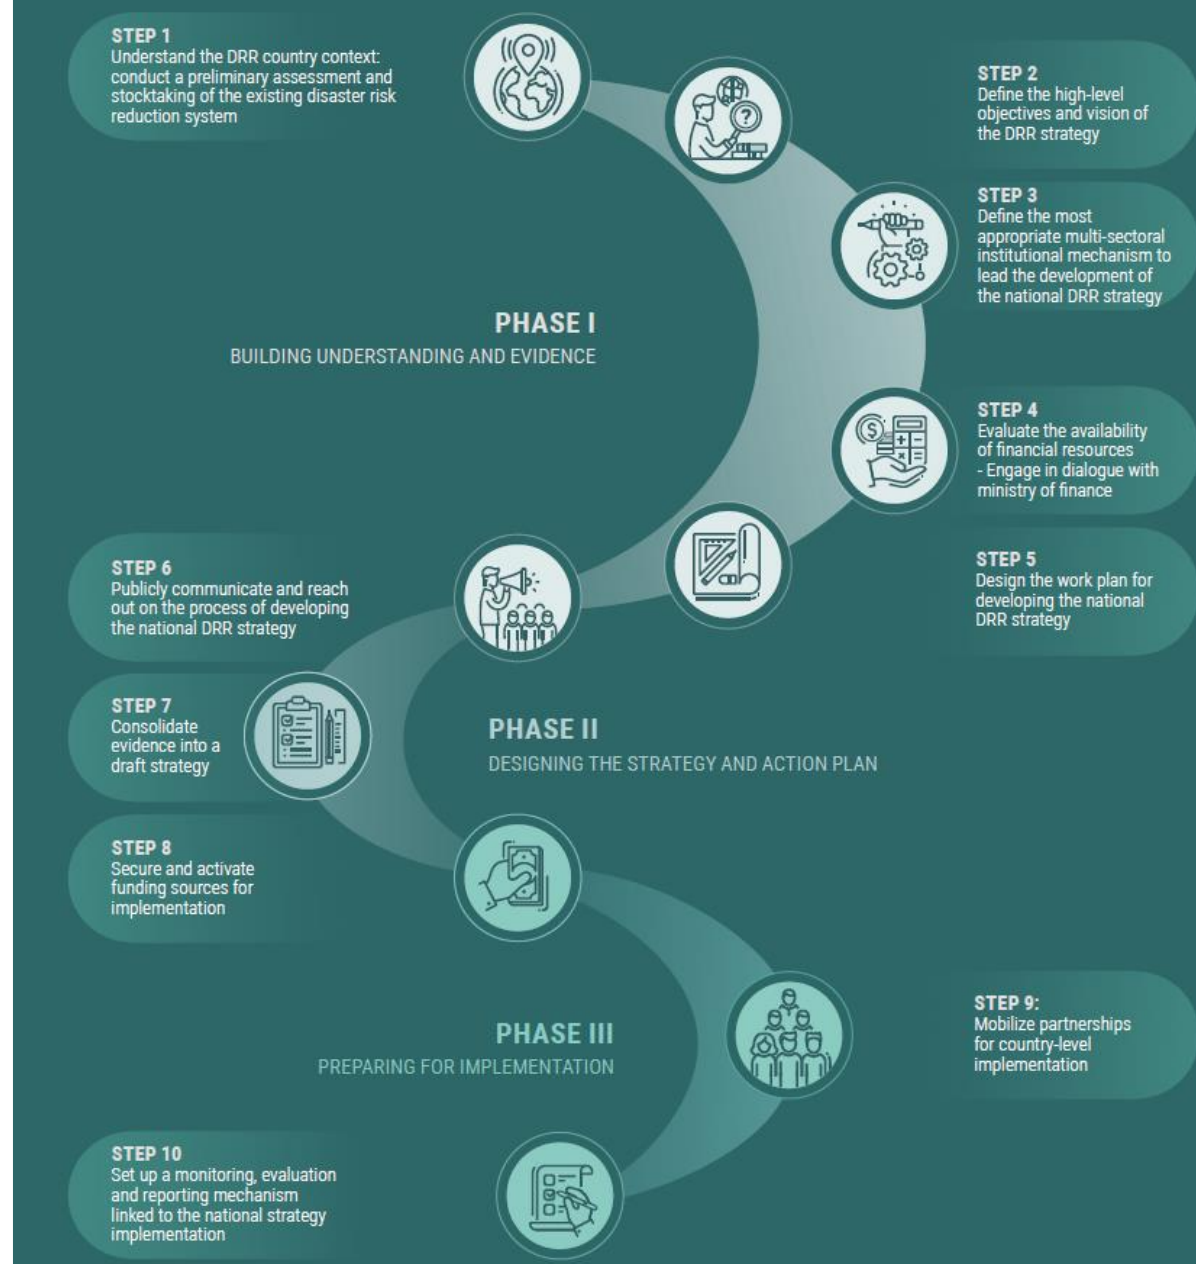 STEP 1
Understand the DRR country context:
conduct a preliminary assessment and
stocktaking of the existing disaster risk
reduction system
STEP 2
Define the high-level
objectives and vision of
the DRR strategy
STEP 3
Define the most
appropriate multi-sectoral
institutional mechanism to
lead the development of
the national DRR strategy
PHASE I
BUILDING UNDERSTANDING AND EVIDENCE
STEP 4
Evaluate the availability
of financial resources
- Engage in dialogue with
ministry of finance
STEP 5
Design the work plan for
developing the national
DRR strategy
STEP 6
Publicly communicate and reach
out on the process of developing
the national DRR strategy
STEP 7
Consolidate
evidence into a
draft strategy
PHASE II
DESIGNING THE STRATEGY AND ACTION PLAN
STEP 8
Secure and activate
funding sources for
implementation
STEP 9:
Mobilize partnerships
for country-level
implementation
PHASE III
PREPARING FOR IMPLEMENTATION
STEP 10
Set up a monitoring, evaluation
and reporting mechanism
linked to the national strategy
implementation